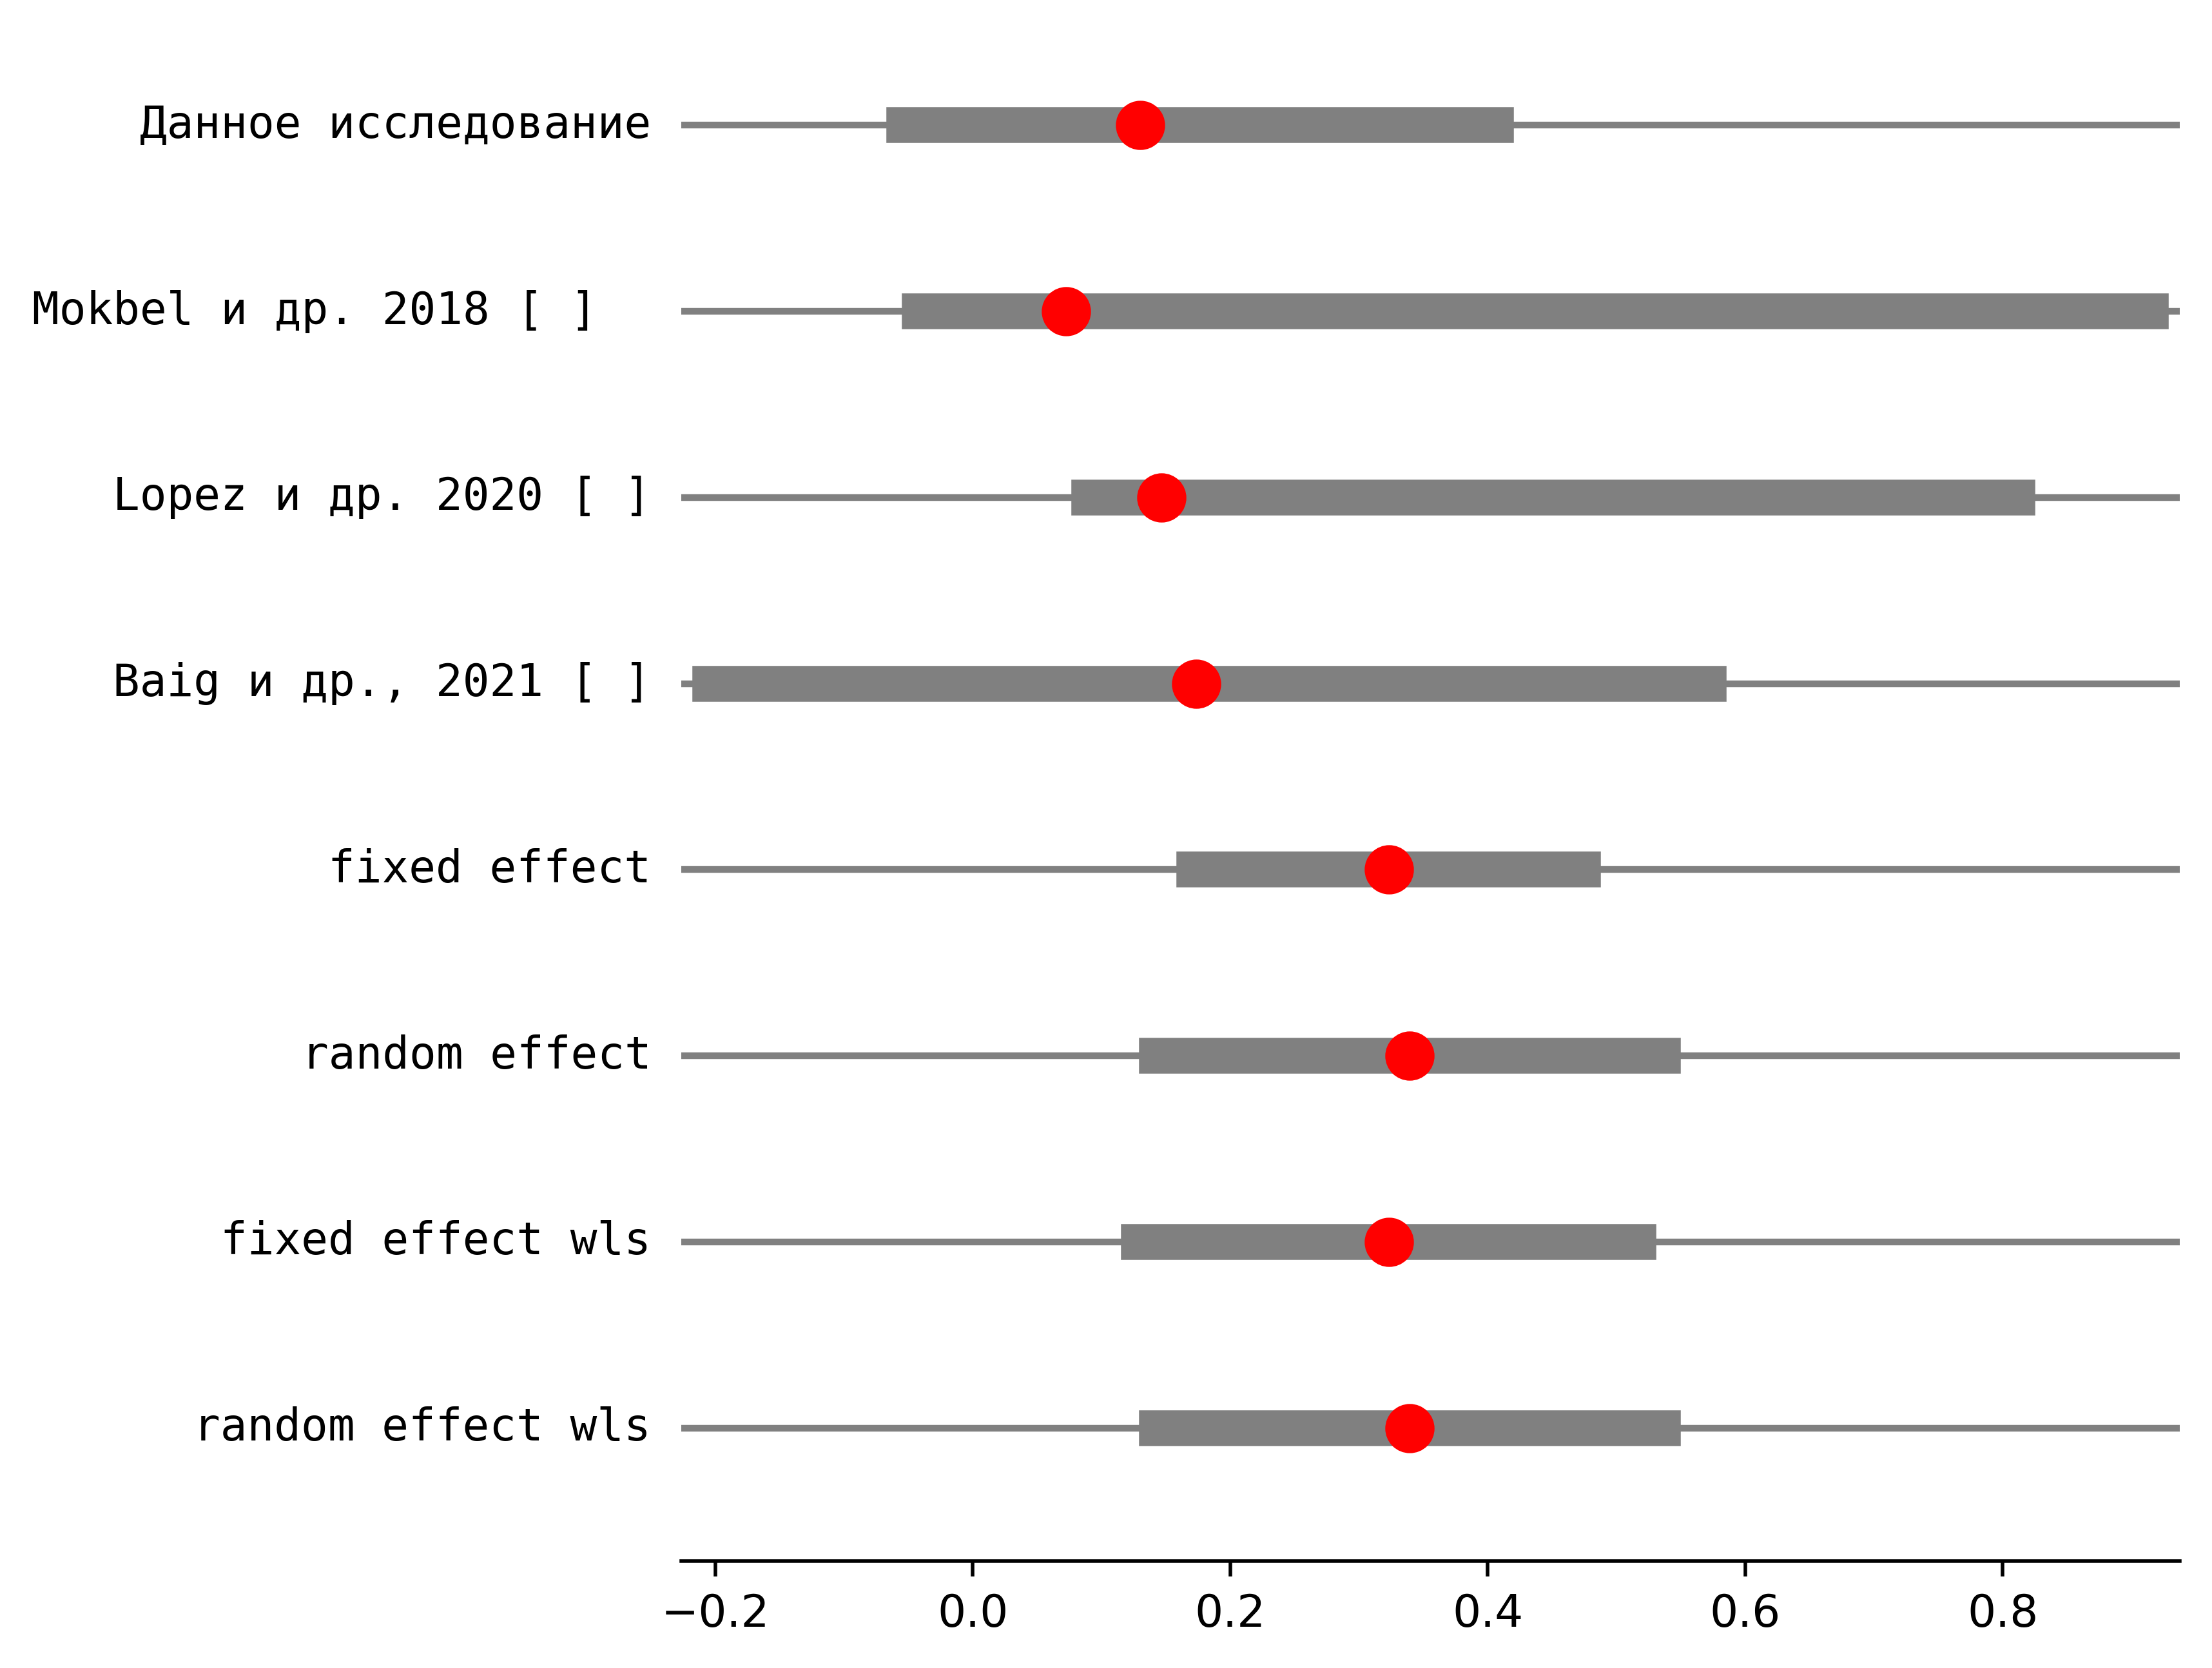 Данное исследование
Mokbel и др. 2018 [ ]
Lopez и др. 2020 [ ]
Baig и др., 2021 [ ]
fixed effect
random effect
fixed effect wls
random effect wls
−0.2 0.0 0.2 0.4 0.6 0.8